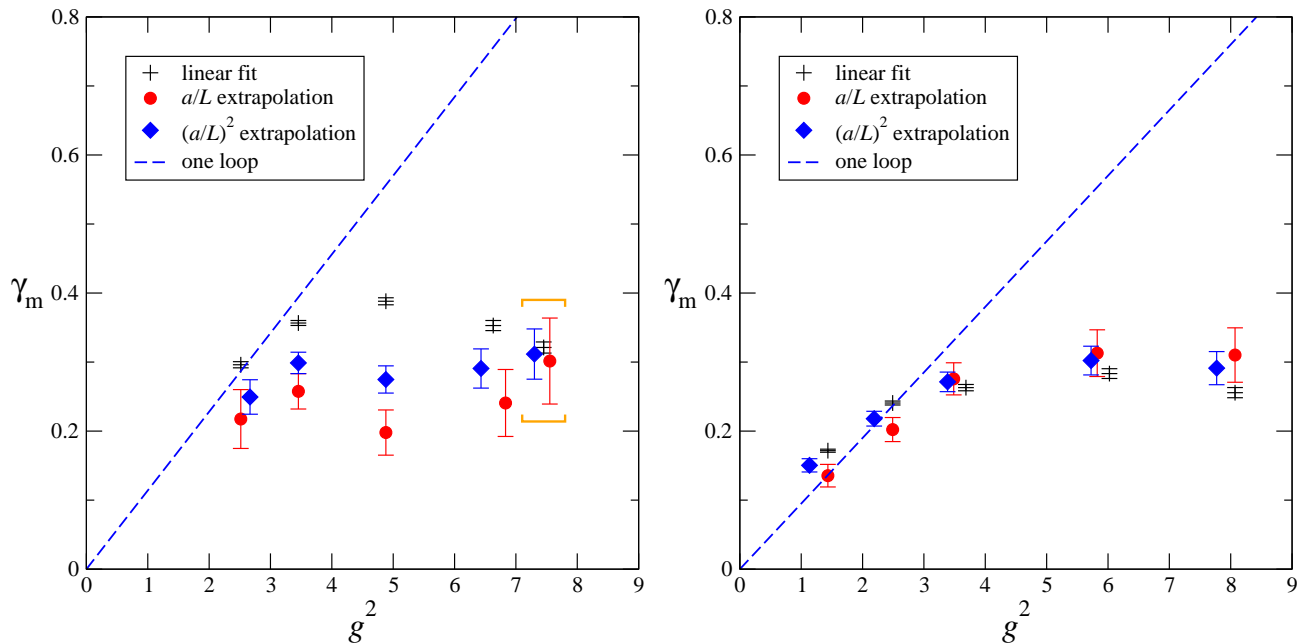 0.8
0.6
0.4
0.2
0
γm
linear fit
a/L extrapolation
(a/L)² extrapolation
one loop
0 1 2 3 4 5 6 7 8 9
g²
0.8
0.6
0.4
0.2
0
γm
linear fit
a/L extrapolation
(a/L)² extrapolation
one loop
0 1 2 3 4 5 6 7 8 9
g²